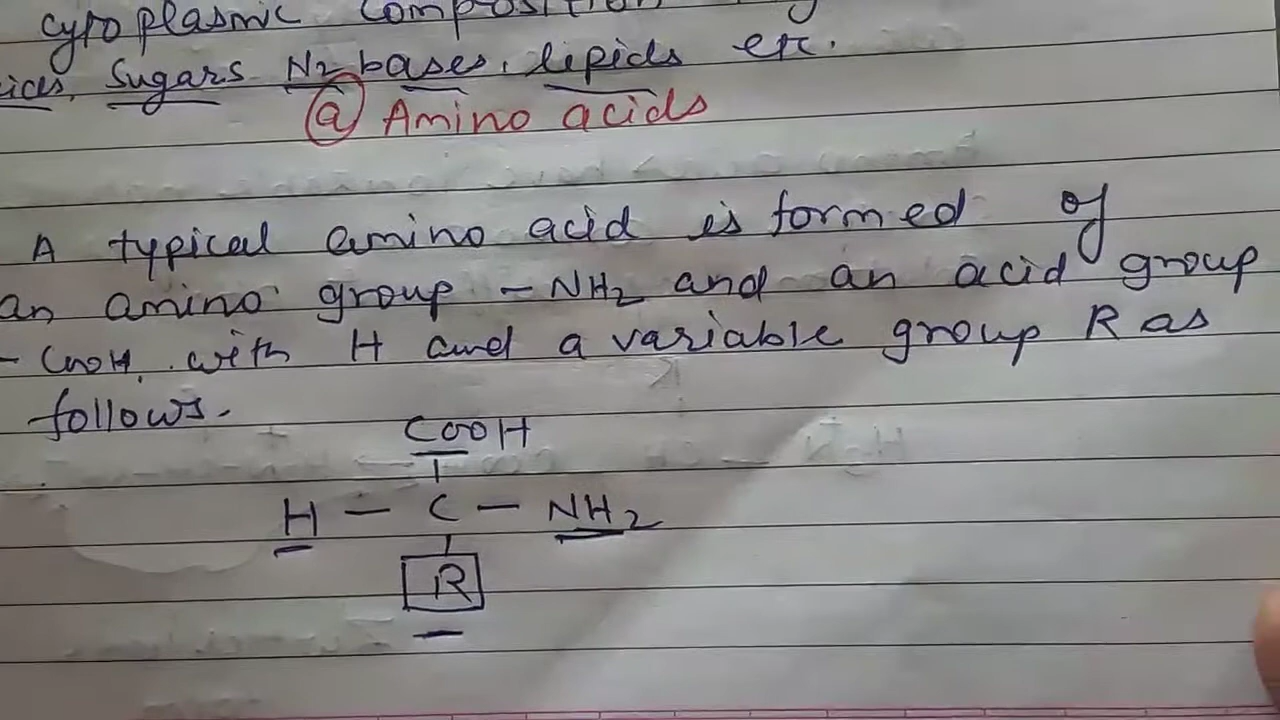 cytoplasmic composition
Sugars N2 bases, lipids etc.
(a) Amino acids
A typical amino acid is formed of
an amino group - NH2 and an acid group
- COOH, with H and a variable group R as
follows.
COOH
H - C - NH2
R